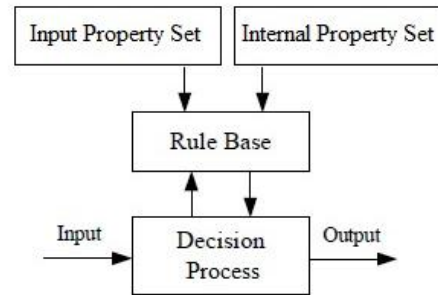 Input Property Set
Internal Property Set
Rule Base
Input
Decision
Process
Output